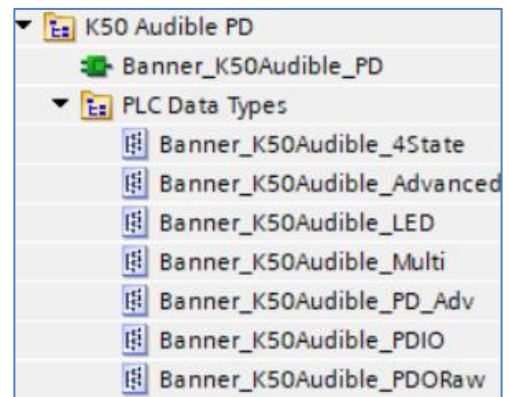 K50 Audible PD
Banner_K50Audible_PD
PLC Data Types
Banner_K50Audible_4State
Banner_K50Audible_Advanced
Banner_K50Audible_LED
Banner_K50Audible_Multi
Banner_K50Audible_PD_Adv
Banner_K50Audible_PDIO
Banner_K50Audible_PDORaw